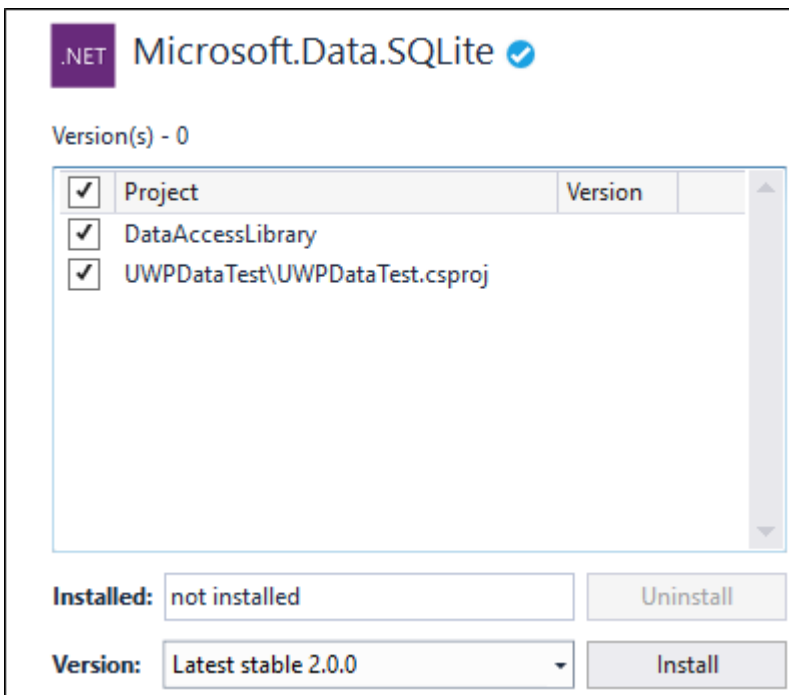 .NET Microsoft.Data.SQLite
Version(s) - 0
Project Version
DataAccessLibrary
UWPDataTest\UWPDataTest.csproj
Installed: not installed Uninstall
Version: Latest stable 2.0.0 Install